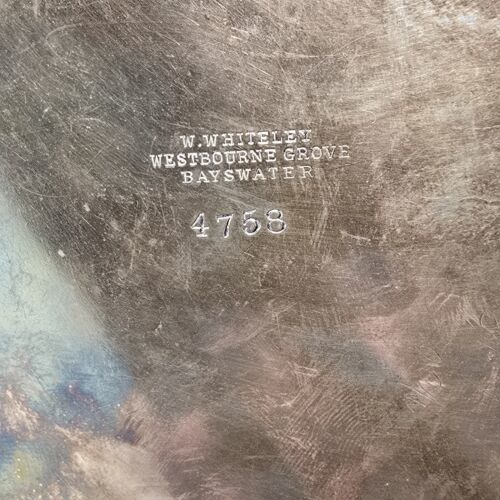 W. WHITELEY
WESTBOURNE GROVE
BAYSWATER
4758